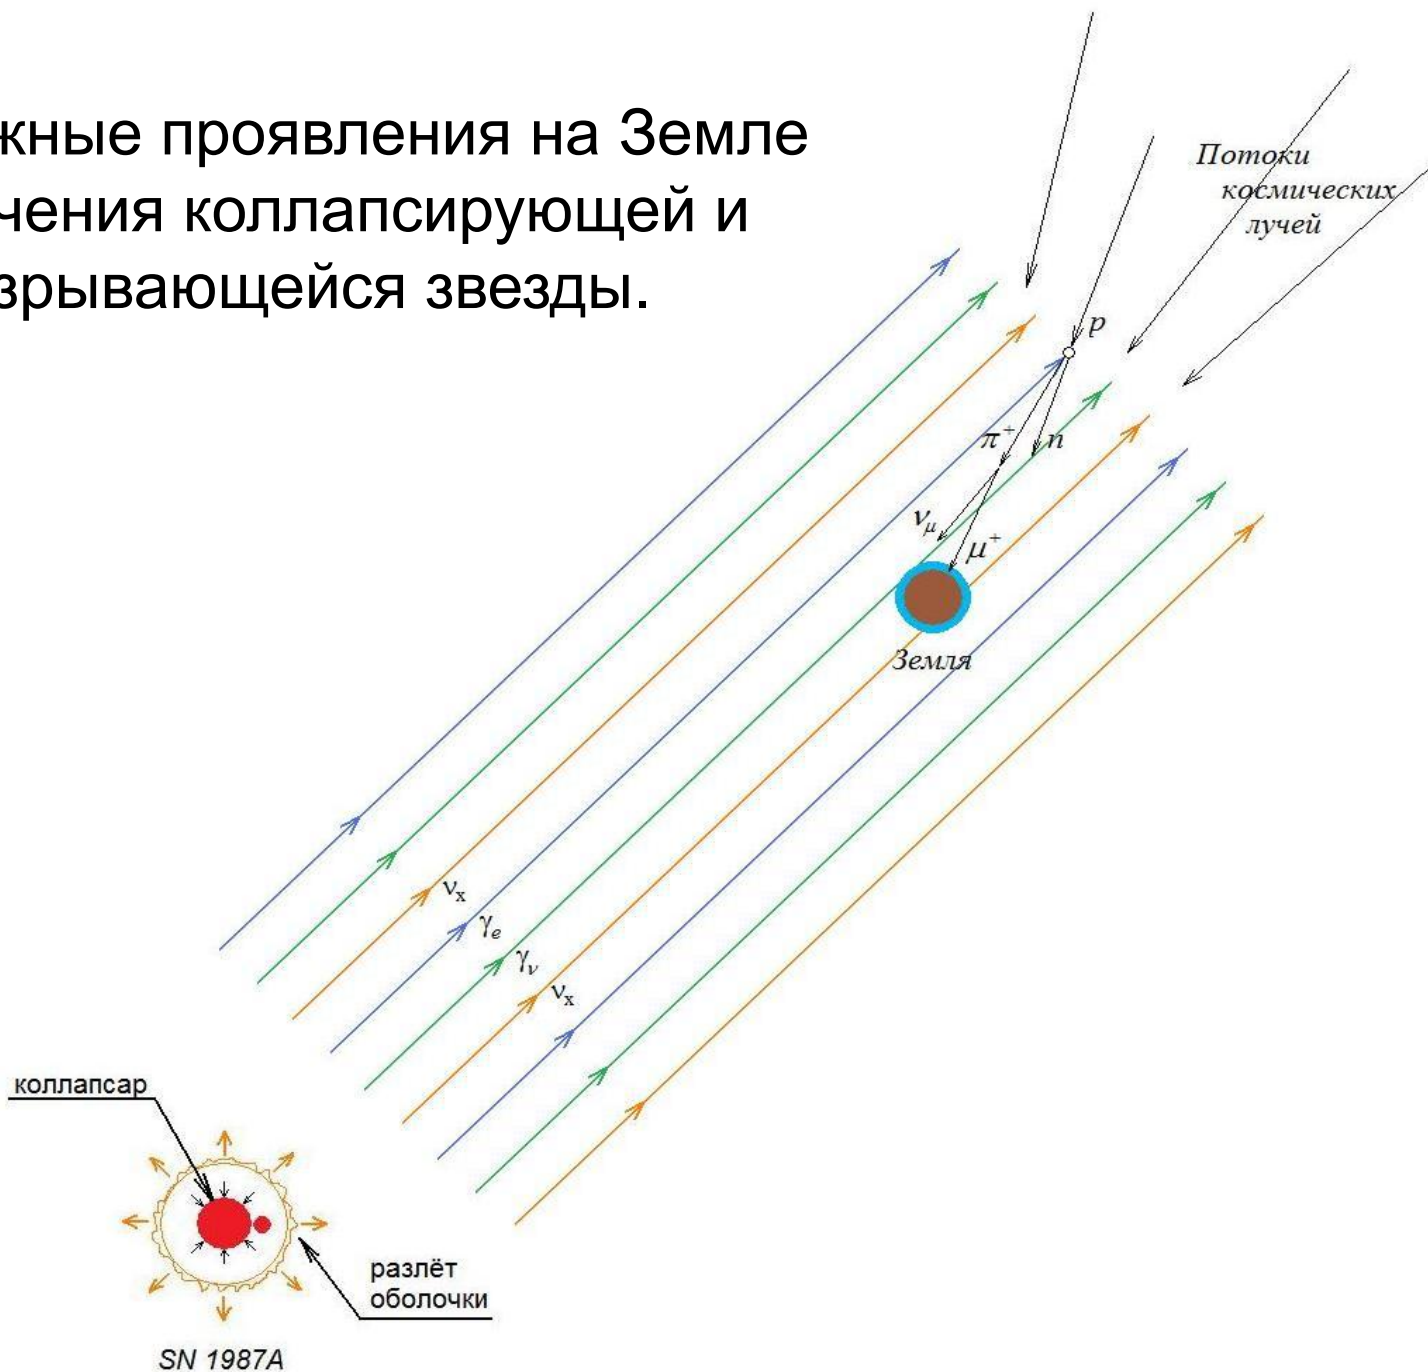 жные проявления на Земле
чения коллапсирующей и
зрывающейся звезды.
Потоки
космических
лучей
p
π⁺
n
ν_μ
μ⁺
Земля
ν_x
γ_e
γ_ν
ν_x
коллапсар
разлёт
оболочки
SN 1987A